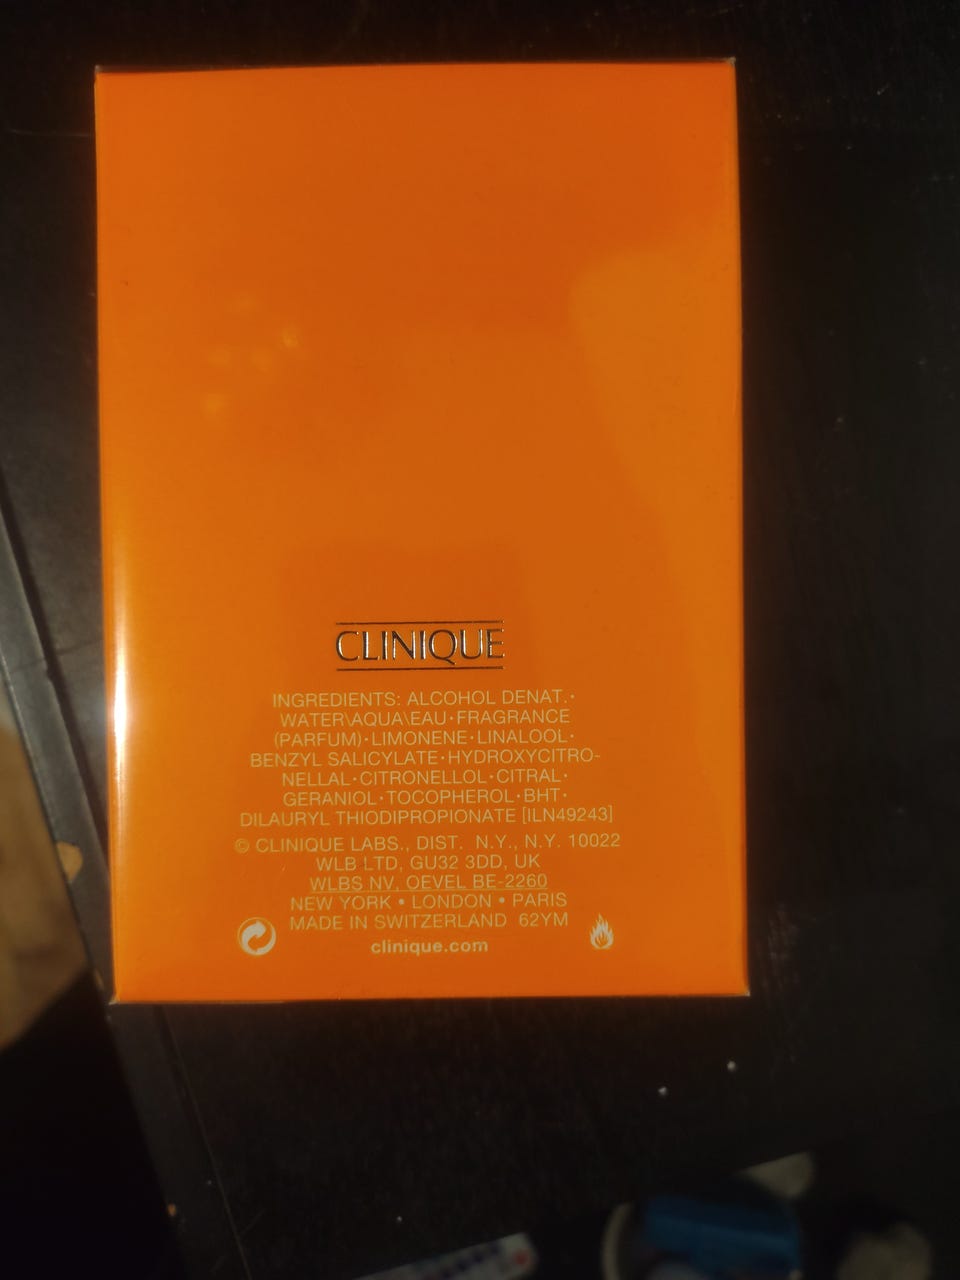 CLINIQUE
INGREDIENTS: ALCOHOL DENAT.·
WATER\AQUA\EAU·FRAGRANCE
(PARFUM)·LIMONENE·LINALOOL·
BENZYL SALICYLATE·HYDROXYCITRO-
NELLAL·CITRONELLOL·CITRAL·
GERANIOL·TOCOPHEROL·BHT·
DILAURYL THIODIPROPIONATE [ILN49243]
© CLINIQUE LABS., DIST. N.Y., N.Y. 10022
WLB LTD, GU32 3DD, UK
WLBS NV, OEVEL BE-2260
NEW YORK • LONDON • PARIS
MADE IN SWITZERLAND 62YM
clinique.com